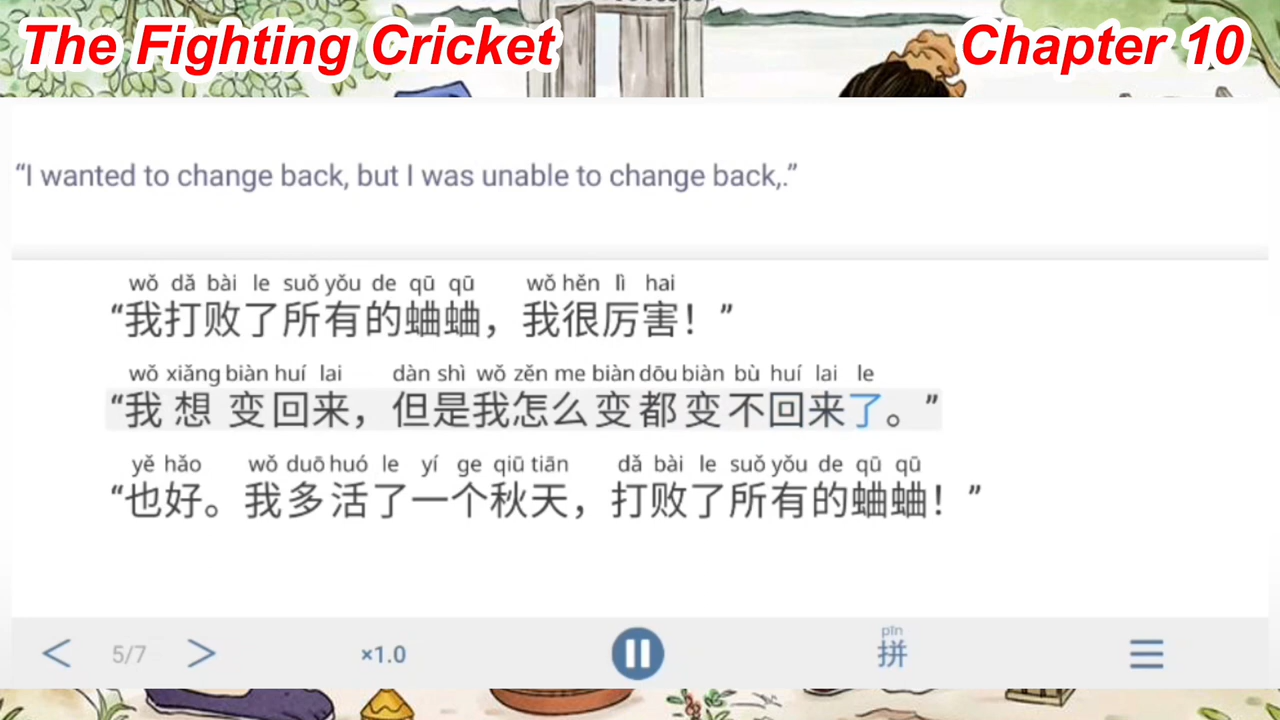 The Fighting Cricket
Chapter 10
“I wanted to change back, but I was unable to change back,.”
wǒ dǎ bài le suǒ yǒu de qū qū wǒ hěn lì hai
“我打败了所有的蛐蛐，我很厉害！”
wǒ xiǎng biàn huí lai dàn shì wǒ zěn me biàn dōu biàn bù huí lai le
“我想变回来，但是我怎么变都变不回来了。”
yě hǎo wǒ duō huó le yí ge qiū tiān dǎ bài le suǒ yǒu de qū qū
“也好。我多活了一个秋天，打败了所有的蛐蛐！”
5/7
×1.0
pīn
拼